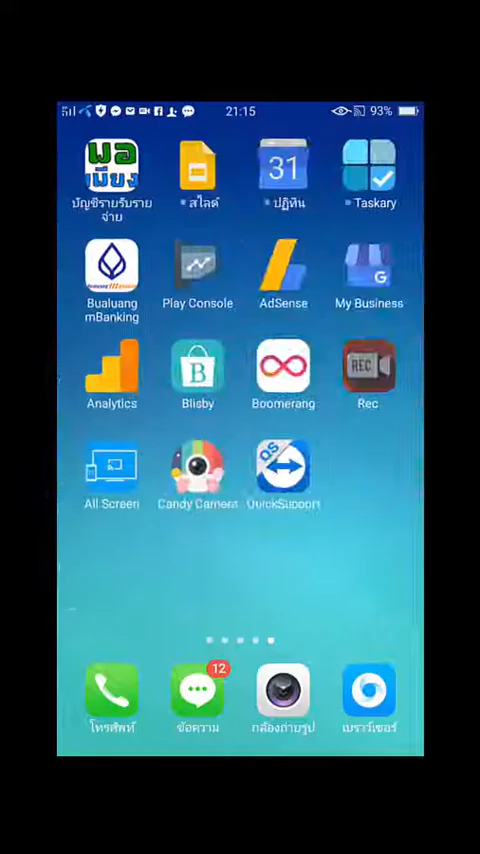 21:15
93%
พอ
เพียง
31
บัญชีรายรับราย
จ่าย
สไลด์
ปฏิทิน
Taskary
G
Bualuang
mBanking
Play Console
AdSense
My Business
B
REC
Analytics
Blisby
Boomerang
Rec
QS
All Screen
Candy Camera
QuickSupport
12
โทรศัพท์
ข้อความ
กล้องถ่ายรูป
เบราว์เซอร์